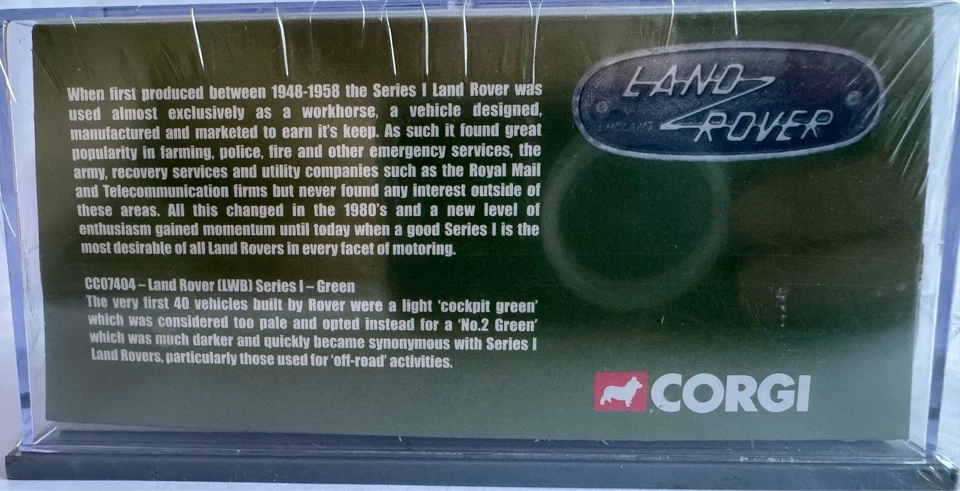 When first produced between 1948-1958 the Series I Land Rover was
used almost exclusively as a workhorse, a vehicle designed,
manufactured and marketed to earn it's keep. As such it found great
popularity in farming, police, fire and other emergency services, the
army, recovery services and utility companies such as the Royal Mail
and Telecommunication firms but never found any interest outside of
these areas. All this changed in the 1980's and a new level of
enthusiasm gained momentum until today when a good Series I is the
most desirable of all Land Rovers in every facet of motoring.
CC07404 – Land Rover (LWB) Series I – Green
The very first 40 vehicles built by Rover were a light 'cockpit green'
which was considered too pale and opted instead for a 'No.2 Green'
which was much darker and quickly became synonymous with Series I
Land Rovers, particularly those used for 'off-road' activities.
LAND
ROVER
CORGI